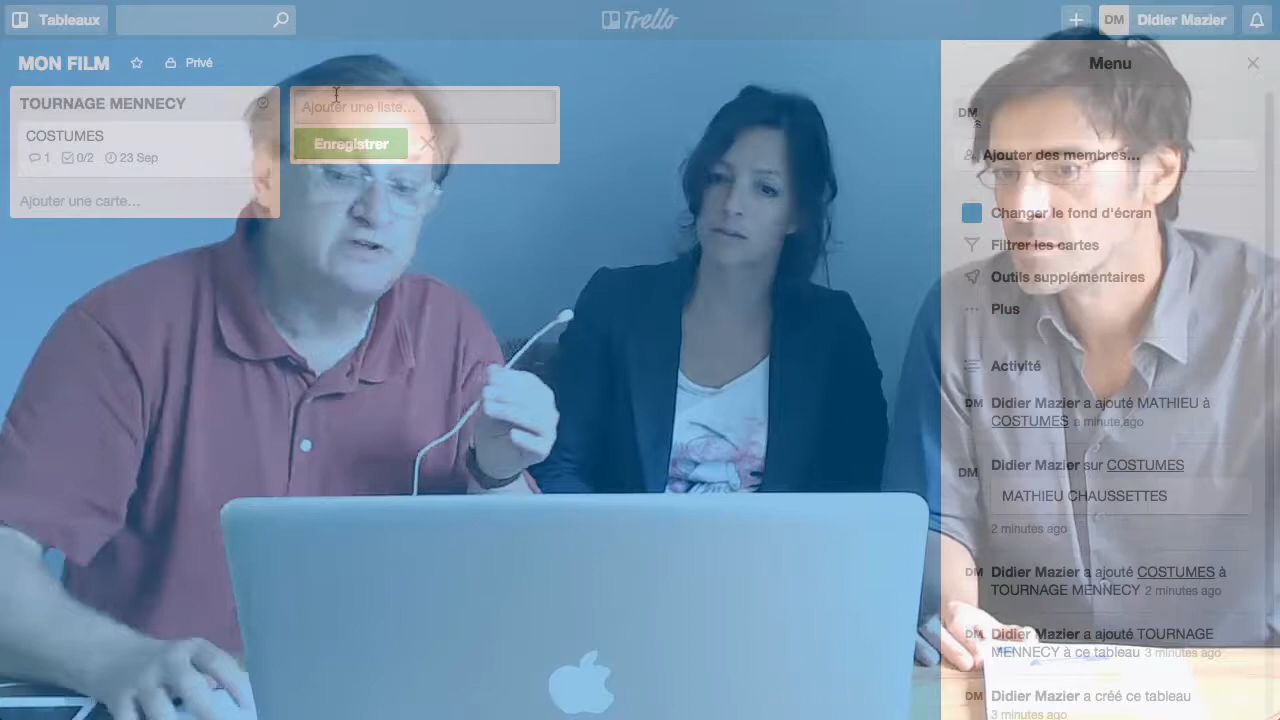 Tableaux
Trello
DM Didier Mazier
MON FILM
Privé
Menu
TOURNAGE MENNECY
COSTUMES
1 0/2 23 Sep
Ajouter une carte...
Ajouter une liste...
Enregistrer
DM
Ajouter des membres...
Changer le fond d'écran
Filtrer les cartes
Outils supplémentaires
Plus
Activité
DM Didier Mazier a ajouté MATHIEU à
COSTUMES a minute ago
DM Didier Mazier sur COSTUMES
MATHIEU CHAUSSETTES
2 minutes ago
DM Didier Mazier a ajouté COSTUMES à
TOURNAGE MENNECY 2 minutes ago
DM Didier Mazier a ajouté TOURNAGE
MENNECY à ce tableau 3 minutes ago
DM Didier Mazier a créé ce tableau
3 minutes ago